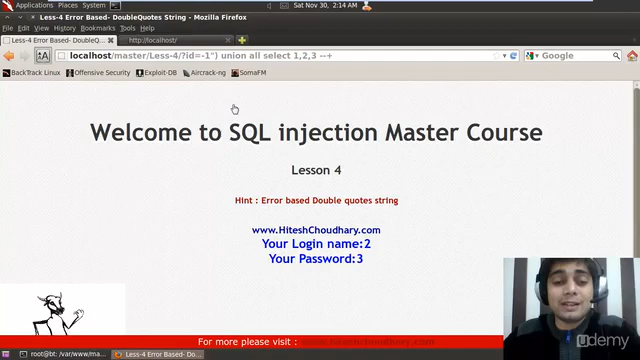 Applications Places System
Sat Nov 30, 2:14 AM
Less-4 Error Based- DoubleQuotes String - Mozilla Firefox
File Edit View History Bookmarks Tools Help
Less-4 Error Based- DoubleQ...
http://localhost/
localhost/master/Less-4/?id=-1") union all select 1,2,3 --+
Google
BackTrack Linux Offensive Security Exploit-DB Aircrack-ng SomaFM
Welcome to SQL injection Master Course
Lesson 4
Hint : Error based Double quotes string
www.HiteshChoudhary.com
Your Login name:2
Your Password:3
For more please visit :
udemy
root@bt: /var/www/ma...
Less-4 Error Based- Do...